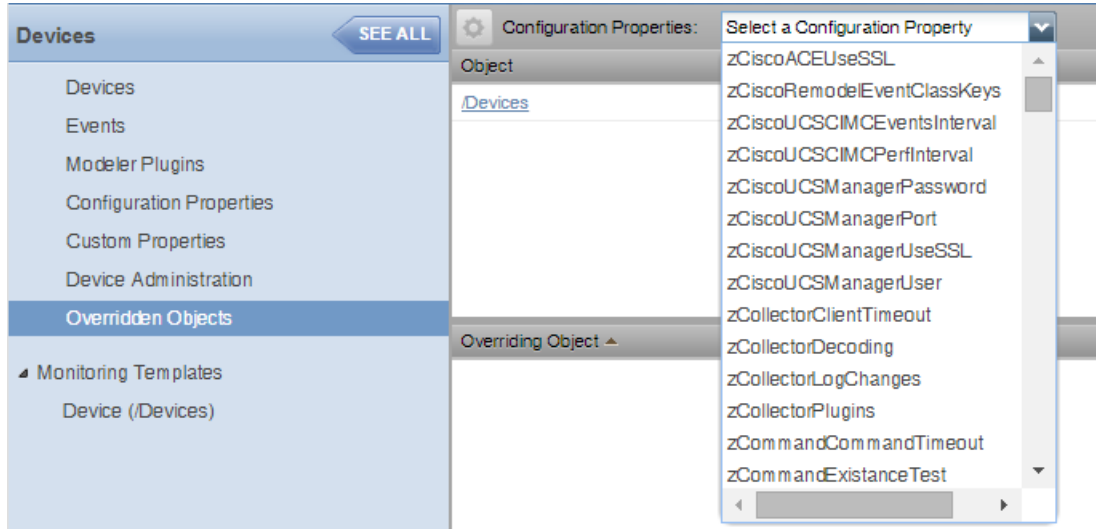 Devices
SEE ALL
Devices
Events
Modeler Plugins
Configuration Properties
Custom Properties
Device Administration
Overridden Objects
Monitoring Templates
Device (/Devices)
Configuration Properties:
Select a Configuration Property
Object
/Devices
Overriding Object
zCiscoACEUseSSL
zCiscoRemodelEventClassKeys
zCiscoUCSCIMCEventsInterval
zCiscoUCSCIMCPerfInterval
zCiscoUCSManagerPassword
zCiscoUCSManagerPort
zCiscoUCSManagerUseSSL
zCiscoUCSManagerUser
zCollectorClientTimeout
zCollectorDecoding
zCollectorLogChanges
zCollectorPlugins
zCommandCommandTimeout
zCommandExistanceTest